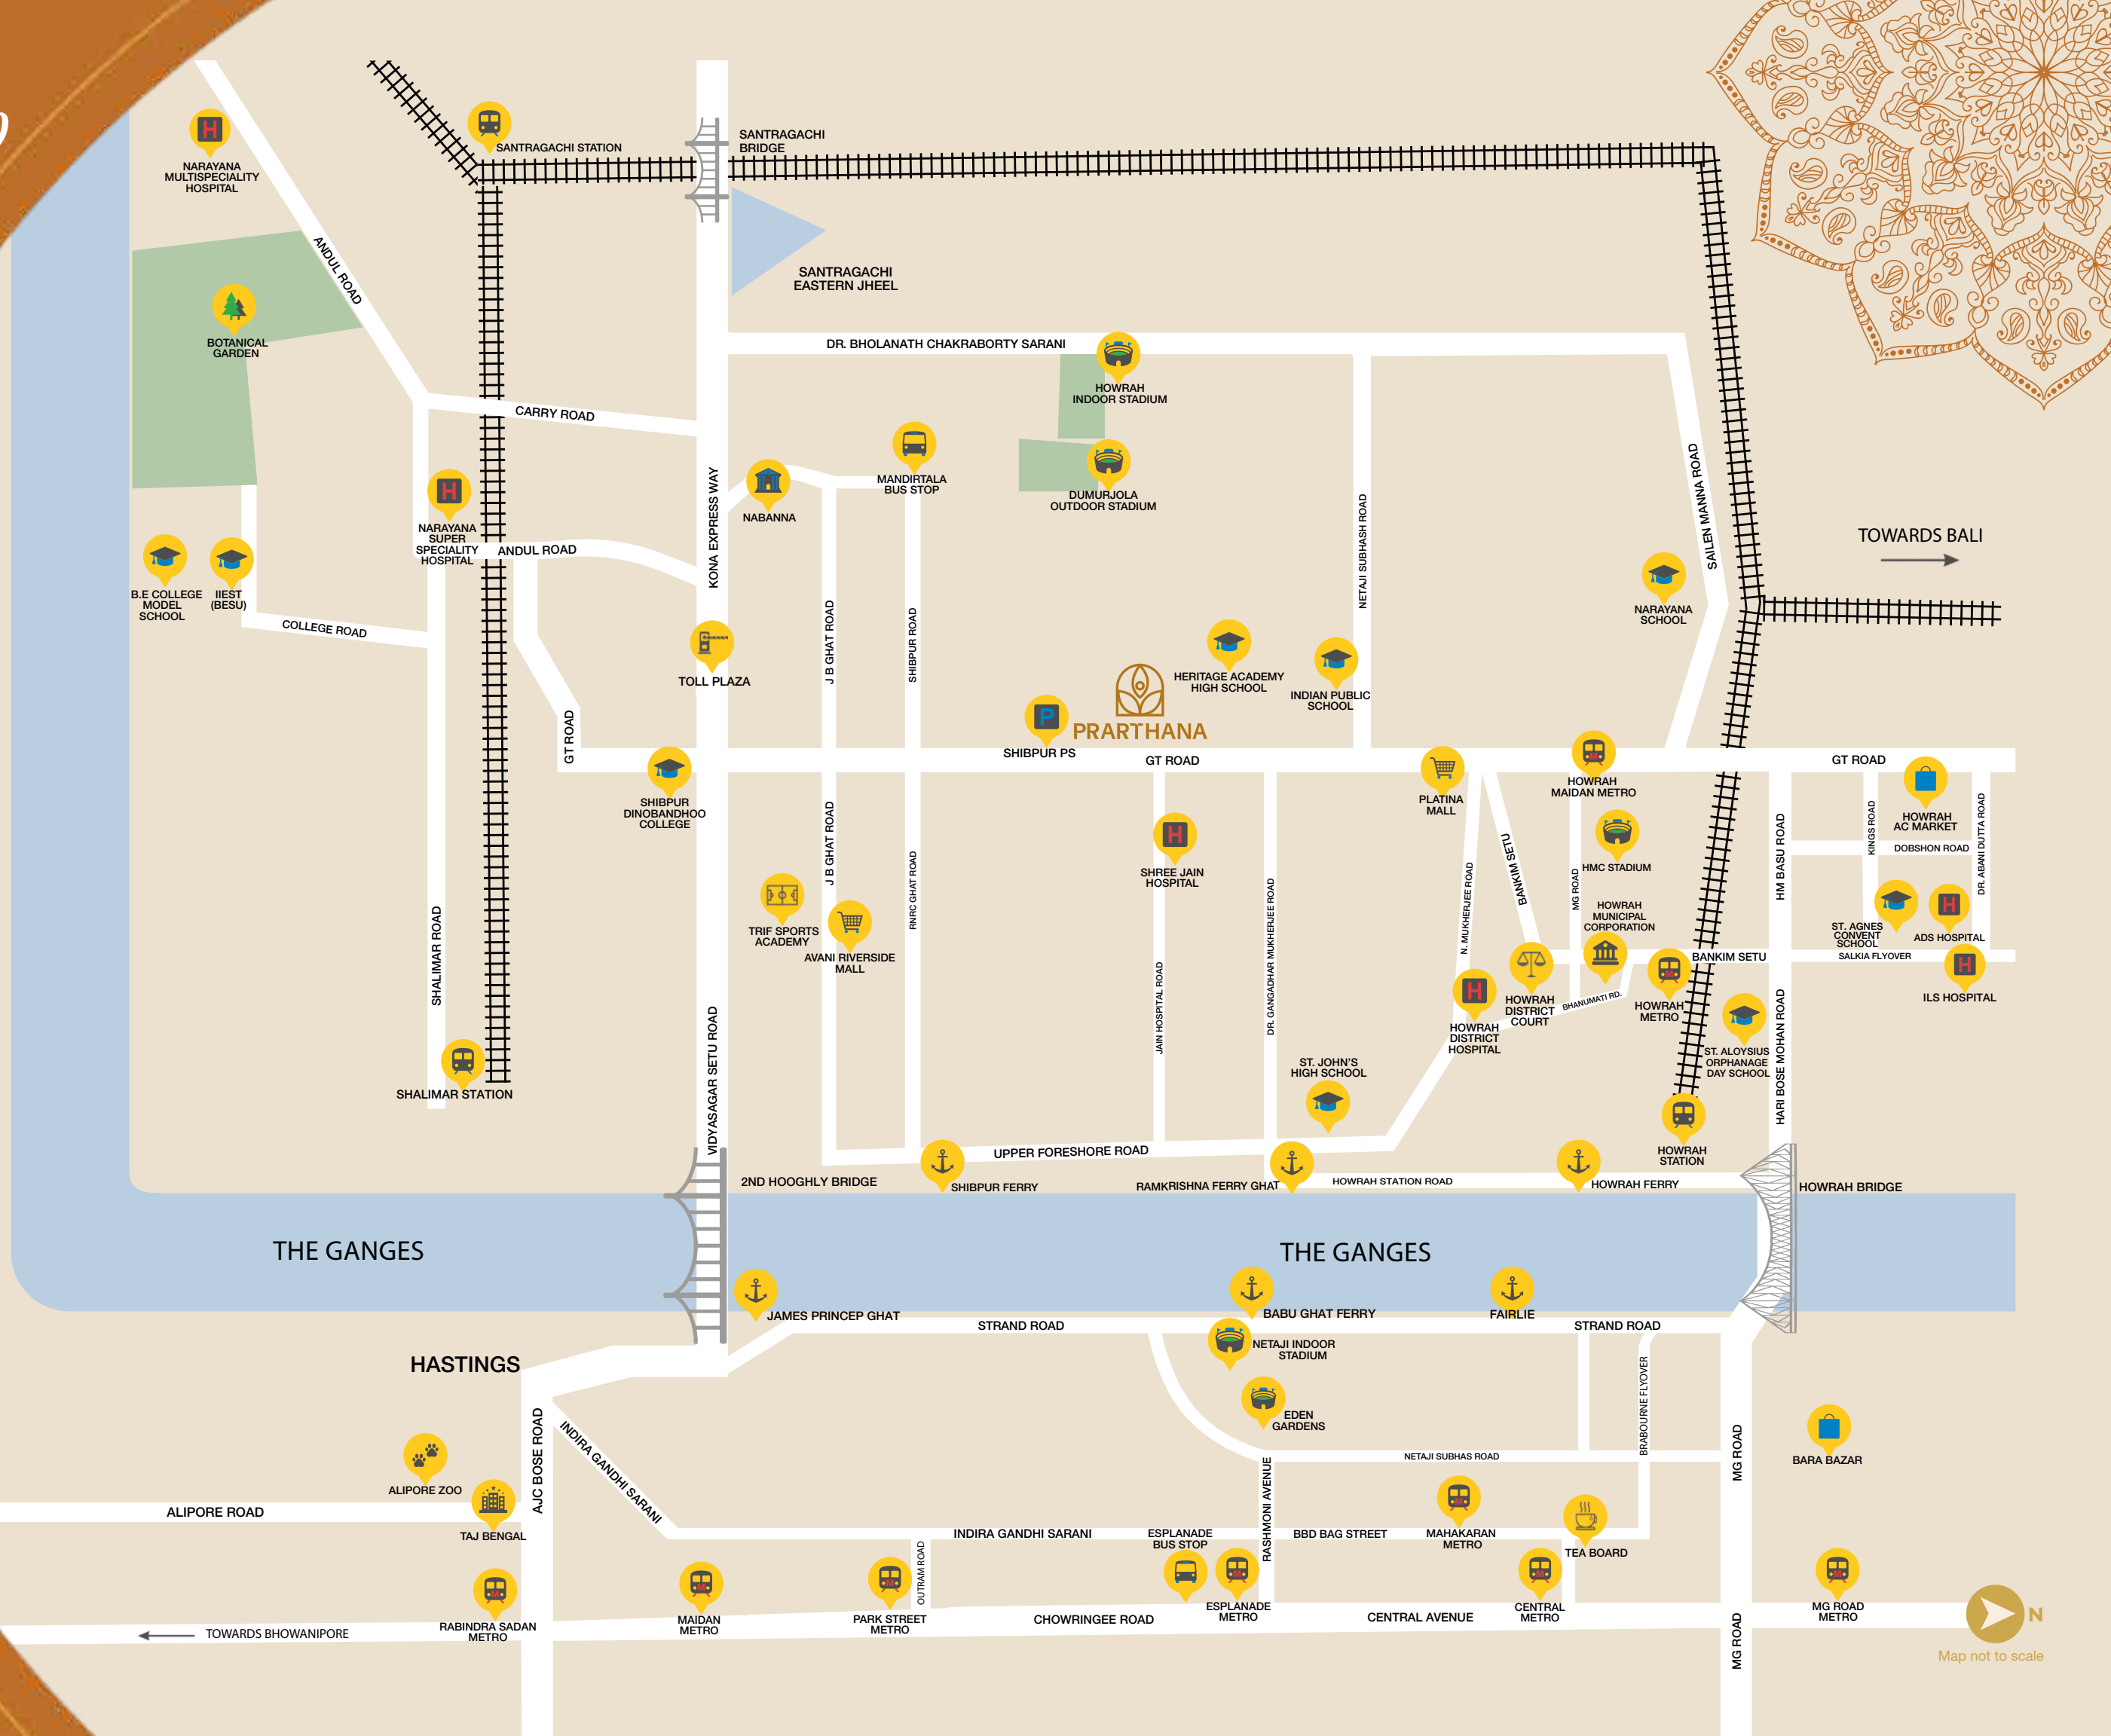 SANTRAGACHI
BRIDGE
SANTRAGACHI STATION
NARAYANA
MULTISPECIALITY
HOSPITAL
ANDUL ROAD
SANTRAGACHI
EASTERN JHEEL
BOTANICAL
GARDEN
DR. BHOLANATH CHAKRABORTY SARANI
HOWRAH
INDOOR STADIUM
CARRY ROAD
KONA EXPRESS WAY
MANDIRTALA
BUS STOP
NABANNA
DUMURJOLA
OUTDOOR STADIUM
NETAJI SUBHASH ROAD
SAILEN MANNA ROAD
TOWARDS BALI
NARAYANA
SUPER
SPECIALITY
HOSPITAL
ANDUL ROAD
B.E COLLEGE
MODEL
SCHOOL
IIEST
(BESU)
COLLEGE ROAD
NARAYANA
SCHOOL
J B GHAT ROAD
SHIBPUR ROAD
TOLL PLAZA
HERITAGE ACADEMY
HIGH SCHOOL
INDIAN PUBLIC
SCHOOL
GT ROAD
P
SHIBPUR PS
PRARTHANA
GT ROAD
GT ROAD
SHIBPUR
DINOBANDHOO
COLLEGE
PLATINA
MALL
HOWRAH
MAIDAN METRO
HOWRAH
AC MARKET
J B GHAT ROAD
RNRC GHAT ROAD
SHREE JAIN
HOSPITAL
N. MUKHERJEE ROAD
BANKIM SETU
MG ROAD
HMC STADIUM
HM BASU ROAD
KINGS ROAD
DOBSHON ROAD
DR. ABANI DUTTA ROAD
HOWRAH
MUNICIPAL
CORPORATION
TRIF SPORTS
ACADEMY
AVANI RIVERSIDE
MALL
ST. AGNES
CONVENT
SCHOOL
ADS HOSPITAL
BANKIM SETU
SALKIA FLYOVER
ILS HOSPITAL
SHALIMAR ROAD
VIDYASAGAR SETU ROAD
JAIN HOSPITAL ROAD
DR. GANGADHAR MUKHERJEE ROAD
HOWRAH
DISTRICT
COURT
BHANUMATI RD.
HOWRAH
METRO
HOWRAH
DISTRICT
HOSPITAL
ST. ALOYSIUS
ORPHANAGE
DAY SCHOOL
HARI BOSE MOHAN ROAD
ST. JOHN'S
HIGH SCHOOL
SHALIMAR STATION
UPPER FORESHORE ROAD
HOWRAH
STATION
2ND HOOGHLY BRIDGE
SHIBPUR FERRY
RAMKRISHNA FERRY GHAT
HOWRAH STATION ROAD
HOWRAH FERRY
HOWRAH BRIDGE
THE GANGES
THE GANGES
JAMES PRINCEP GHAT
BABU GHAT FERRY
FAIRLIE
STRAND ROAD
STRAND ROAD
HASTINGS
NETAJI INDOOR
STADIUM
EDEN
GARDENS
BRABOURNE FLYOVER
AJC BOSE ROAD
INDIRA GANDHI SARANI
NETAJI SUBHAS ROAD
MG ROAD
BARA BAZAR
ALIPORE ZOO
ALIPORE ROAD
TAJ BENGAL
INDIRA GANDHI SARANI
ESPLANADE
BUS STOP
RASHMONI AVENUE
BBD BAG STREET
MAHAKARAN
METRO
TEA BOARD
OUTRAM ROAD
TOWARDS BHOWANIPORE
RABINDRA SADAN
METRO
MAIDAN
METRO
PARK STREET
METRO
CHOWRINGEE ROAD
ESPLANADE
METRO
CENTRAL AVENUE
CENTRAL
METRO
MG ROAD
MG ROAD
METRO
N
Map not to scale